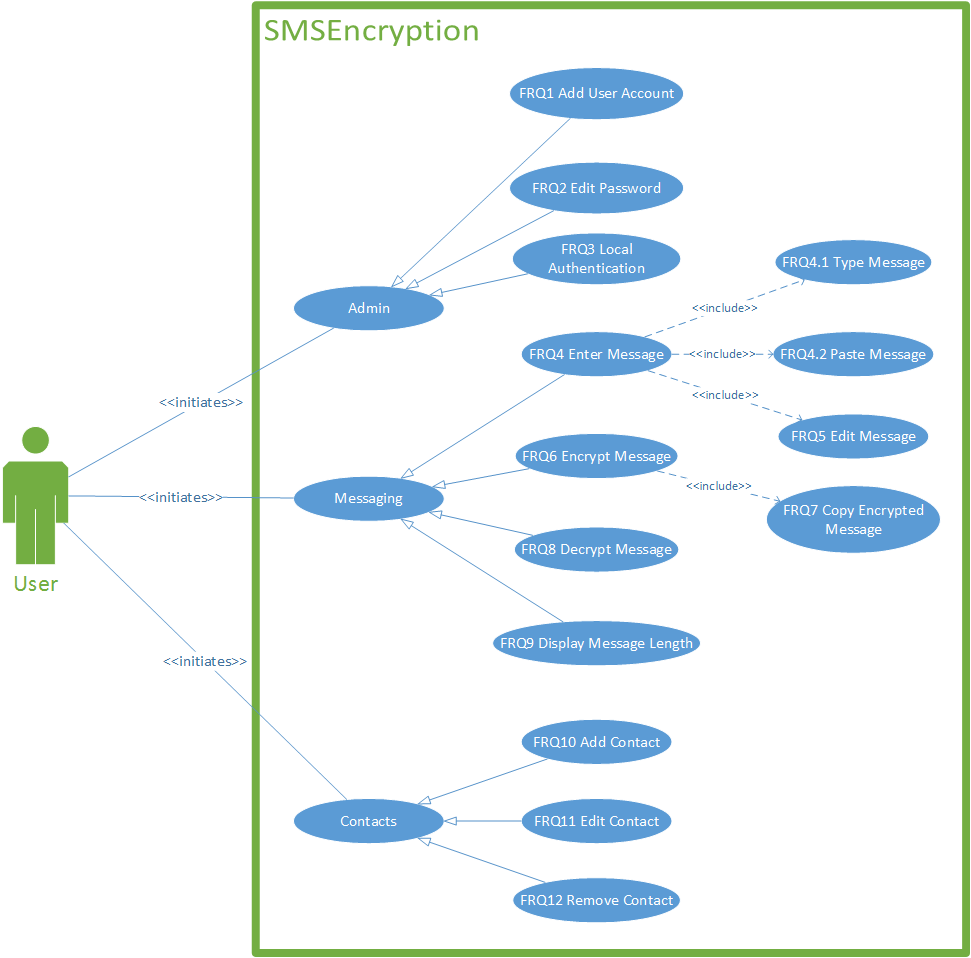 SMSEncryption
FRQ1 Add User Account
FRQ2 Edit Password
FRQ3 Local
Authentication
Admin
<<initiates>>
FRQ4 Enter Message
<<include>>
FRQ4.1 Type Message
<<include>>
FRQ4.2 Paste Message
<<include>>
FRQ5 Edit Message
User
<<initiates>>
Messaging
FRQ6 Encrypt Message
<<include>>
FRQ7 Copy Encrypted
Message
FRQ8 Decrypt Message
FRQ9 Display Message Length
<<initiates>>
Contacts
FRQ10 Add Contact
FRQ11 Edit Contact
FRQ12 Remove Contact